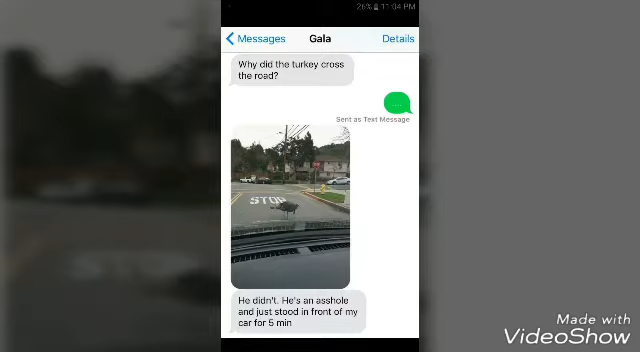 26% 11:04 PM
Messages Gala Details
Why did the turkey cross
the road?
....
Sent as Text Message
STOP
He didn't. He's an asshole
and just stood in front of my
car for 5 min
Made with
VideoShow